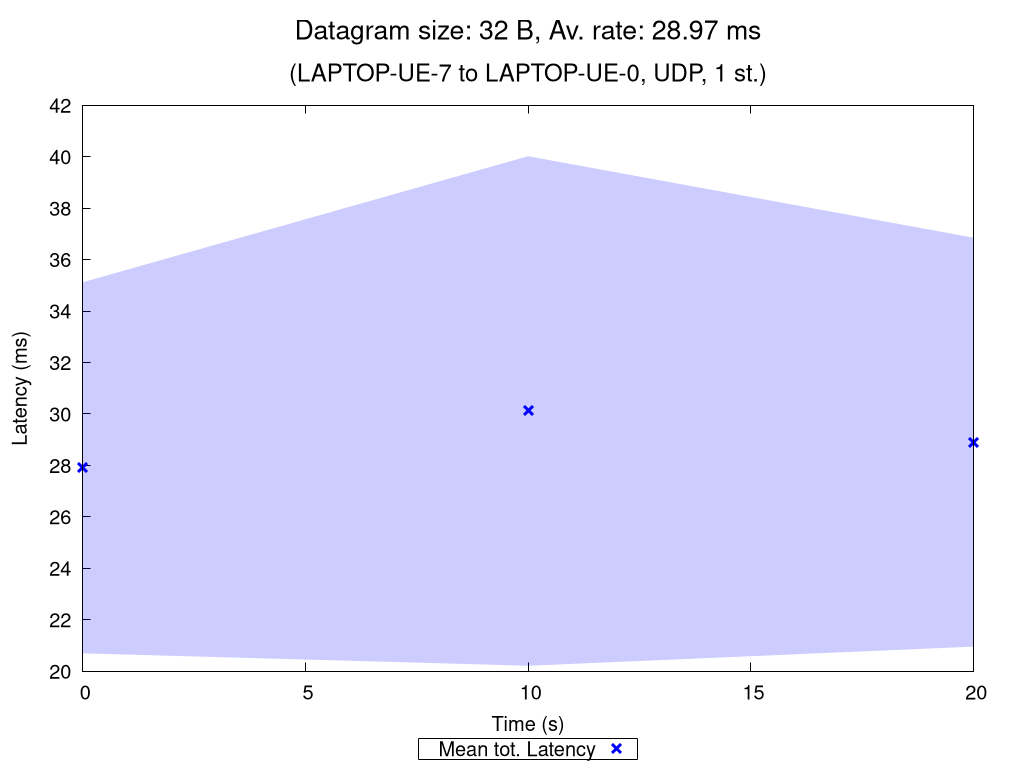 Datagram size: 32 B, Av. rate: 28.97 ms
(LAPTOP-UE-7 to LAPTOP-UE-0, UDP, 1 st.)
42
40
38
36
34
32
30
28
26
24
22
20
Latency (ms)
0 5 10 15 20
Time (s)
Mean tot. Latency